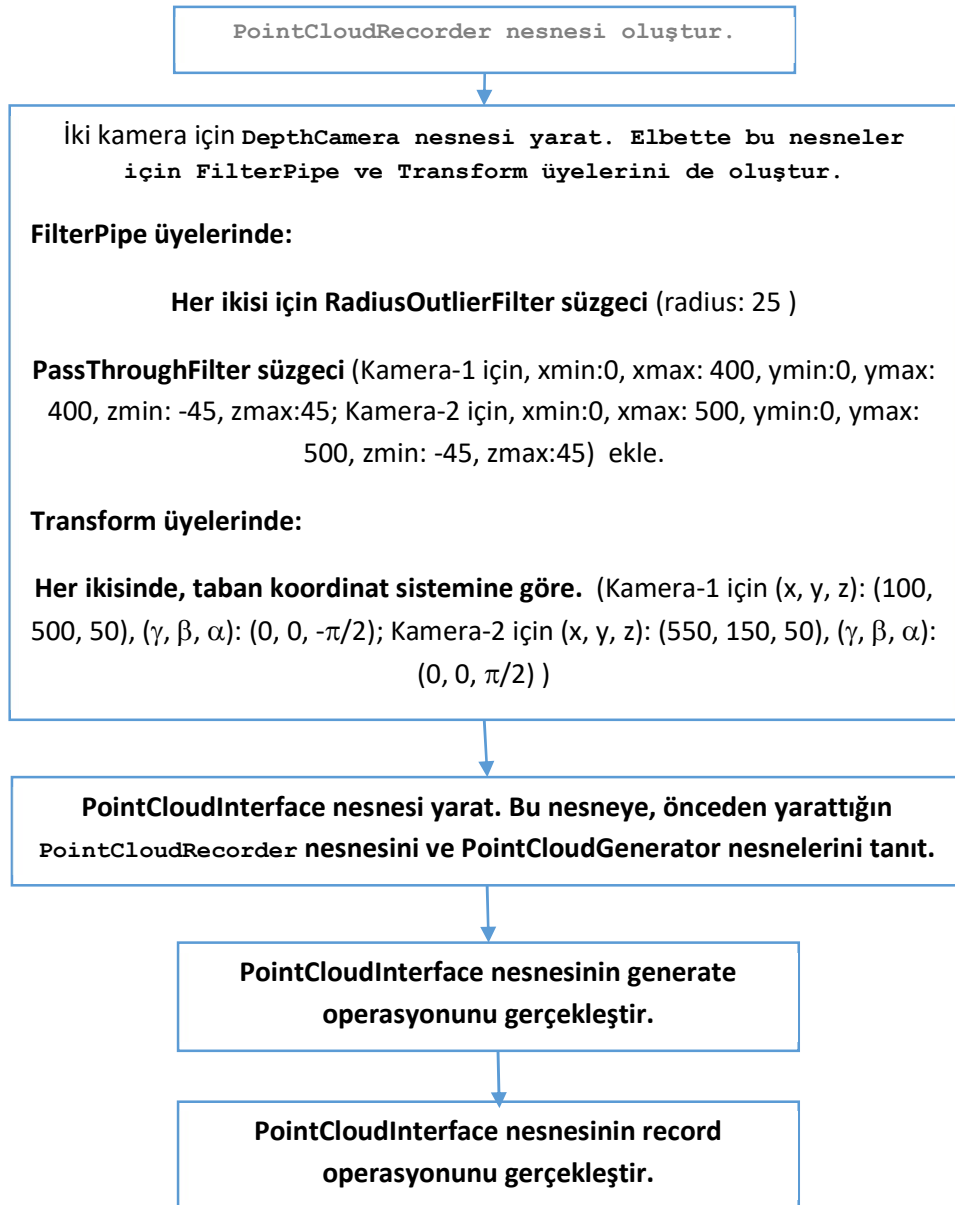 PointCloudRecorder nesnesi oluştur.
İki kamera için DepthCamera nesnesi yarat. Elbette bu nesneler
için FilterPipe ve Transform üyelerini de oluştur.
FilterPipe üyelerinde:
Her ikisi için RadiusOutlierFilter süzgeci (radius: 25 )
PassThroughFilter süzgeci (Kamera-1 için, xmin:0, xmax: 400, ymin:0, ymax:
400, zmin: -45, zmax:45; Kamera-2 için, xmin:0, xmax: 500, ymin:0, ymax:
500, zmin: -45, zmax:45) ekle.
Transform üyelerinde:
Her ikisinde, taban koordinat sistemine göre. (Kamera-1 için (x, y, z): (100,
500, 50), (γ, β, α): (0, 0, -π/2); Kamera-2 için (x, y, z): (550, 150, 50), (γ, β, α):
(0, 0, π/2) )
PointCloudInterface nesnesi yarat. Bu nesneye, önceden yarattığın
PointCloudRecorder nesnesini ve PointCloudGenerator nesnelerini tanıt.
PointCloudInterface nesnesinin generate
operasyonunu gerçekleştir.
PointCloudInterface nesnesinin record
operasyonunu gerçekleştir.